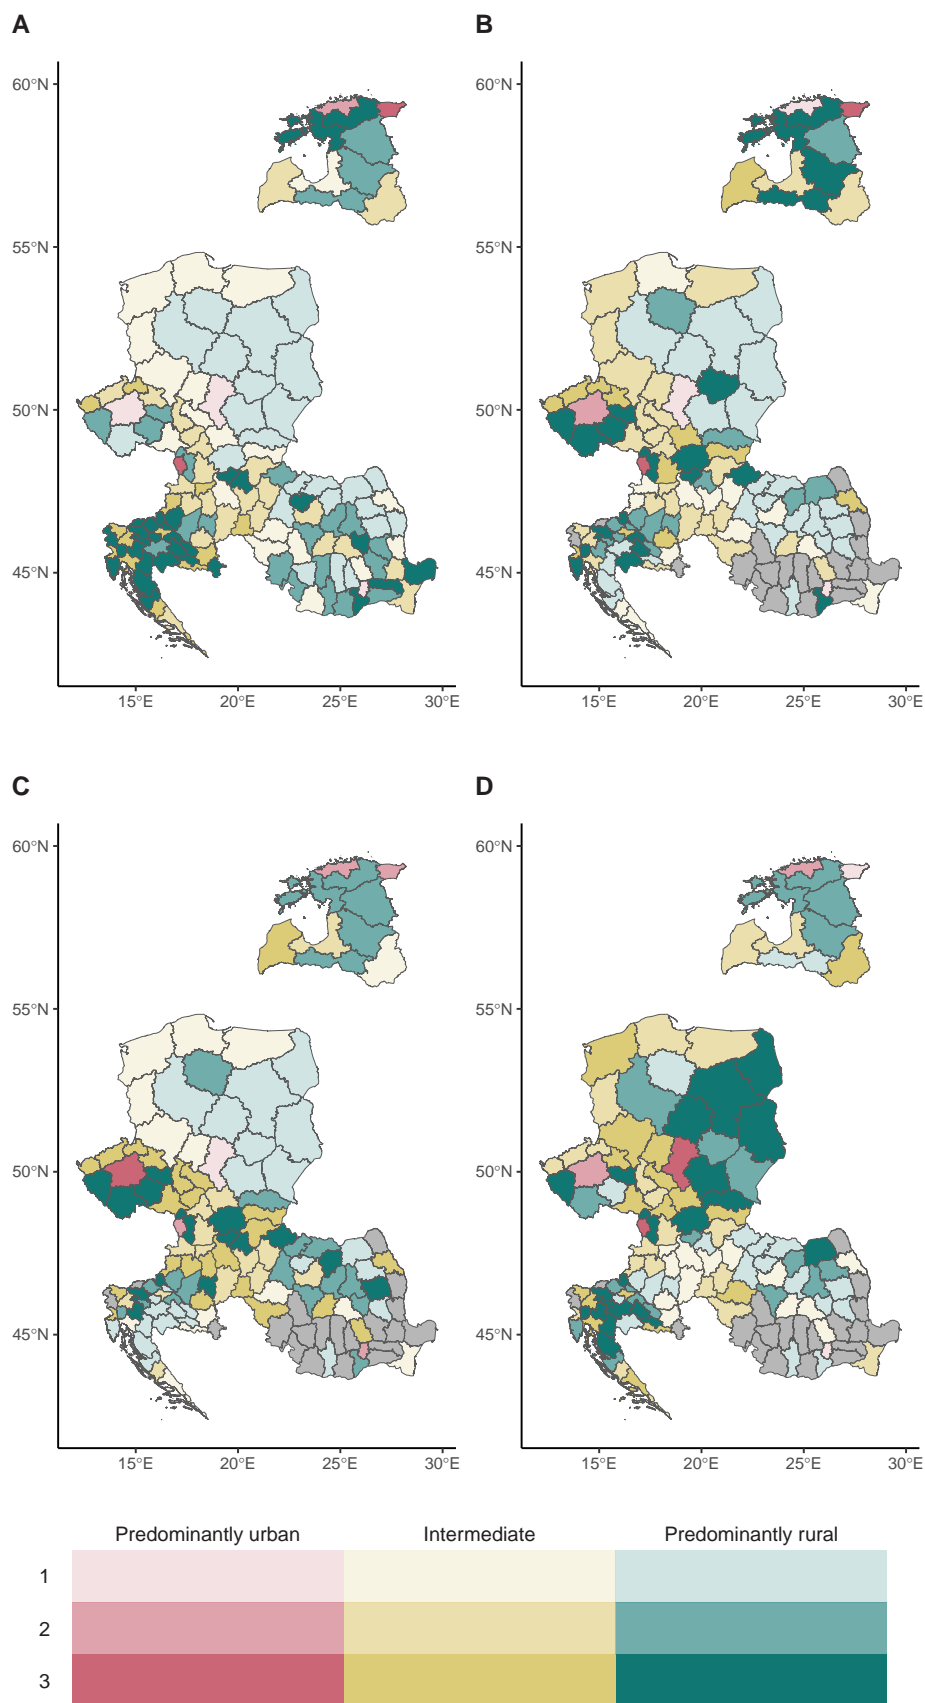 A B
60°N 60°N
55°N 55°N
50°N 50°N
45°N 45°N
15°E 20°E 25°E 30°E 15°E 20°E 25°E 30°E
C D
60°N 60°N
55°N 55°N
50°N 50°N
45°N 45°N
15°E 20°E 25°E 30°E 15°E 20°E 25°E 30°E
Predominantly urban Intermediate Predominantly rural
1
2
3